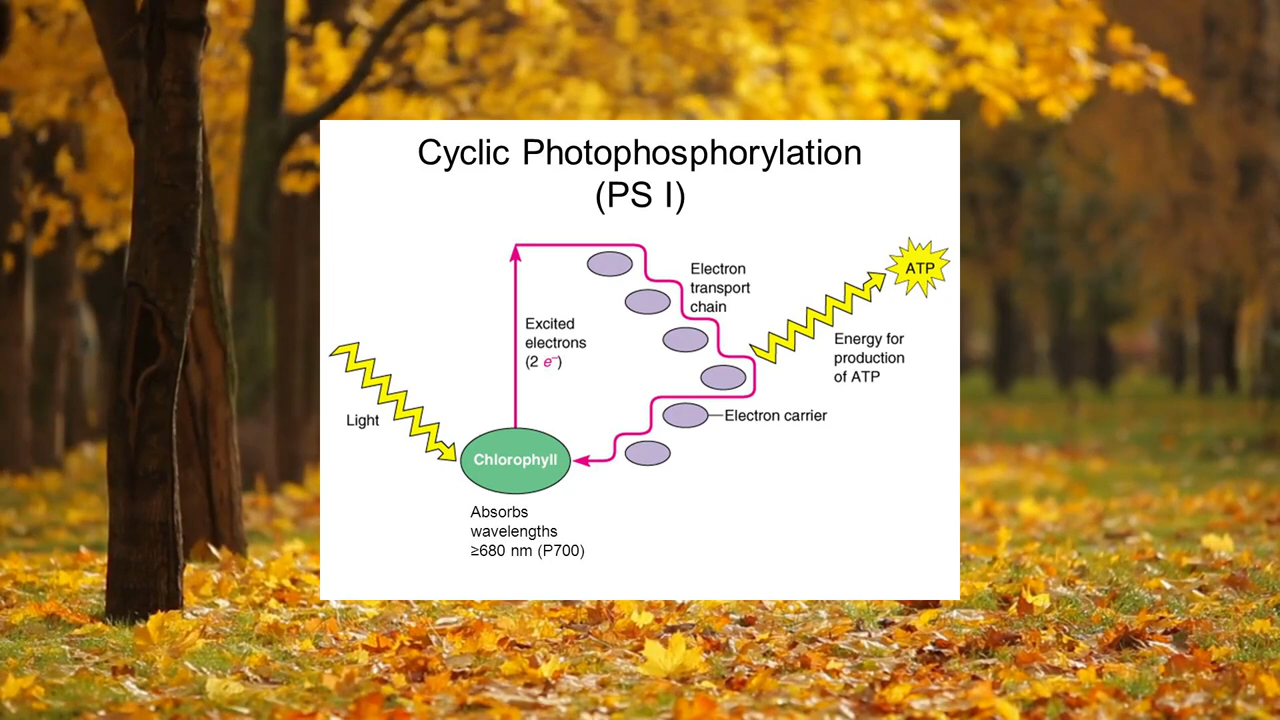 Cyclic Photophosphorylation
(PS I)
Electron
transport
chain
ATP
Excited
electrons
(2 e⁻)
Energy for
production
of ATP
Light
Electron carrier
Chlorophyll
Absorbs
wavelengths
≥680 nm (P700)